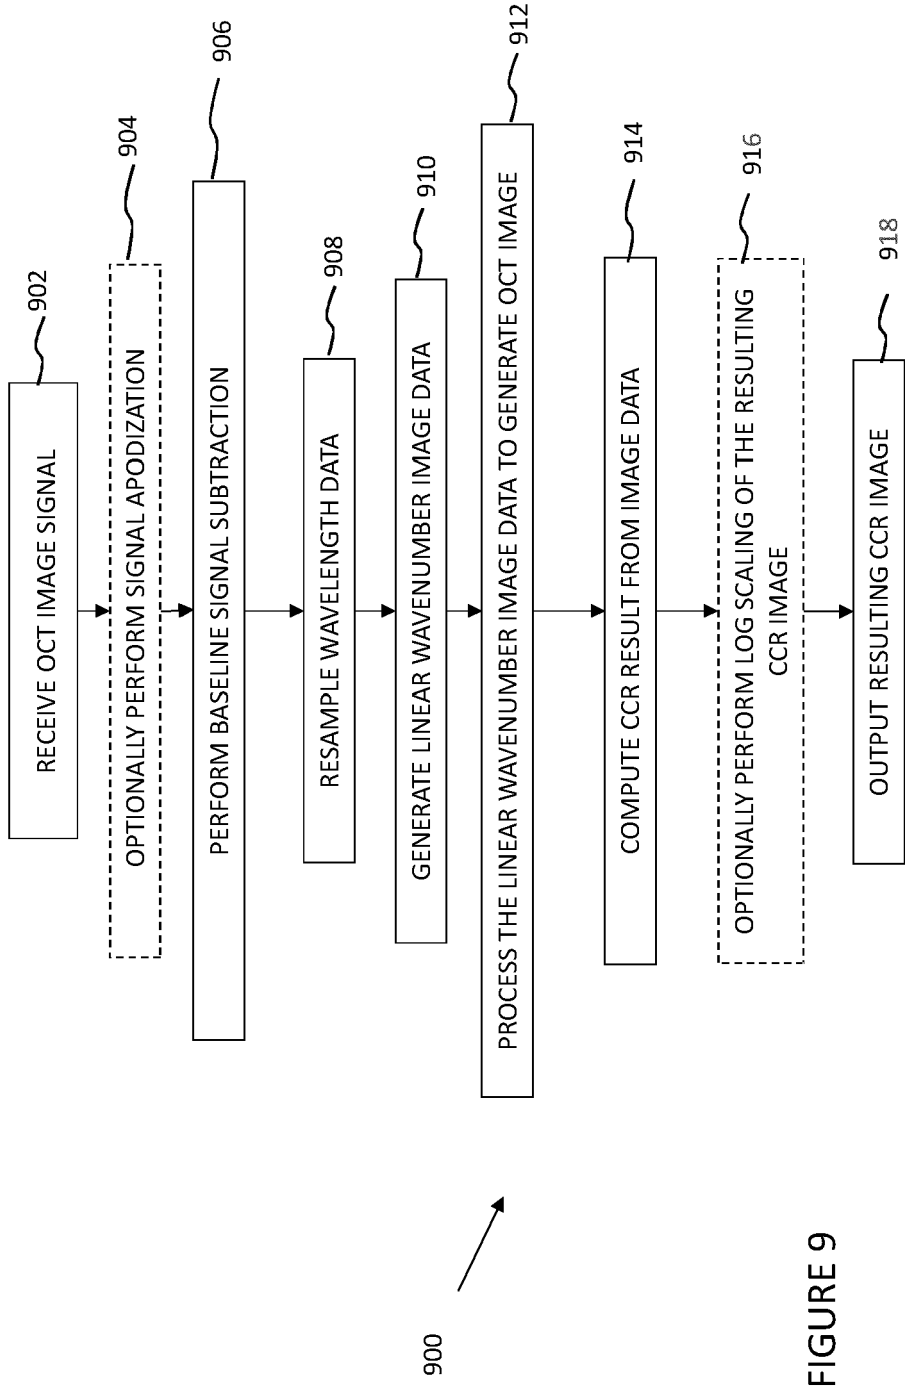 902
RECEIVE OCT IMAGE SIGNAL
904
OPTIONALLY PERFORM SIGNAL APODIZATION
906
PERFORM BASELINE SIGNAL SUBTRACTION
908
RESAMPLE WAVELENGTH DATA
910
GENERATE LINEAR WAVENUMBER IMAGE DATA
912
PROCESS THE LINEAR WAVENUMBER IMAGE DATA TO GENERATE OCT IMAGE
914
COMPUTE CCR RESULT FROM IMAGE DATA
916
OPTIONALLY PERFORM LOG SCALING OF THE RESULTING
CCR IMAGE
918
OUTPUT RESULTING CCR IMAGE
900
FIGURE 9